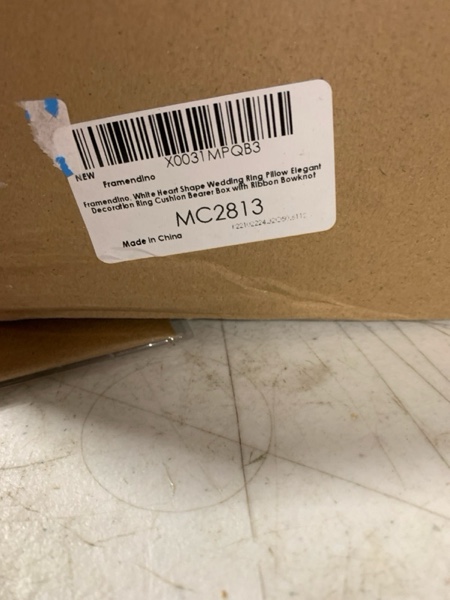 X0031MPQB3
NEW Framendino
Framendino, White Heart Shape Wedding Ring Pillow Elegant
Decoration Ring Cushion Bearer Box with Ribbon Bowknot
MC2813
Made in China